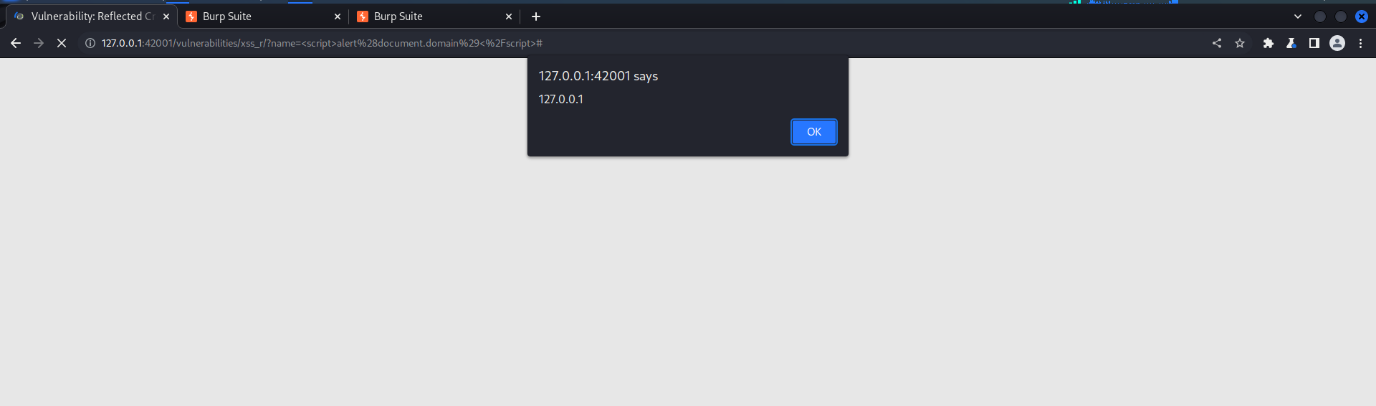 Vulnerability: Reflected Cr
Burp Suite
Burp Suite
127.0.0.1:42001/vulnerabilities/xss_r/?name=<script>alert%28document.domain%29<%2Fscript>#
127.0.0.1:42001 says
127.0.0.1
OK